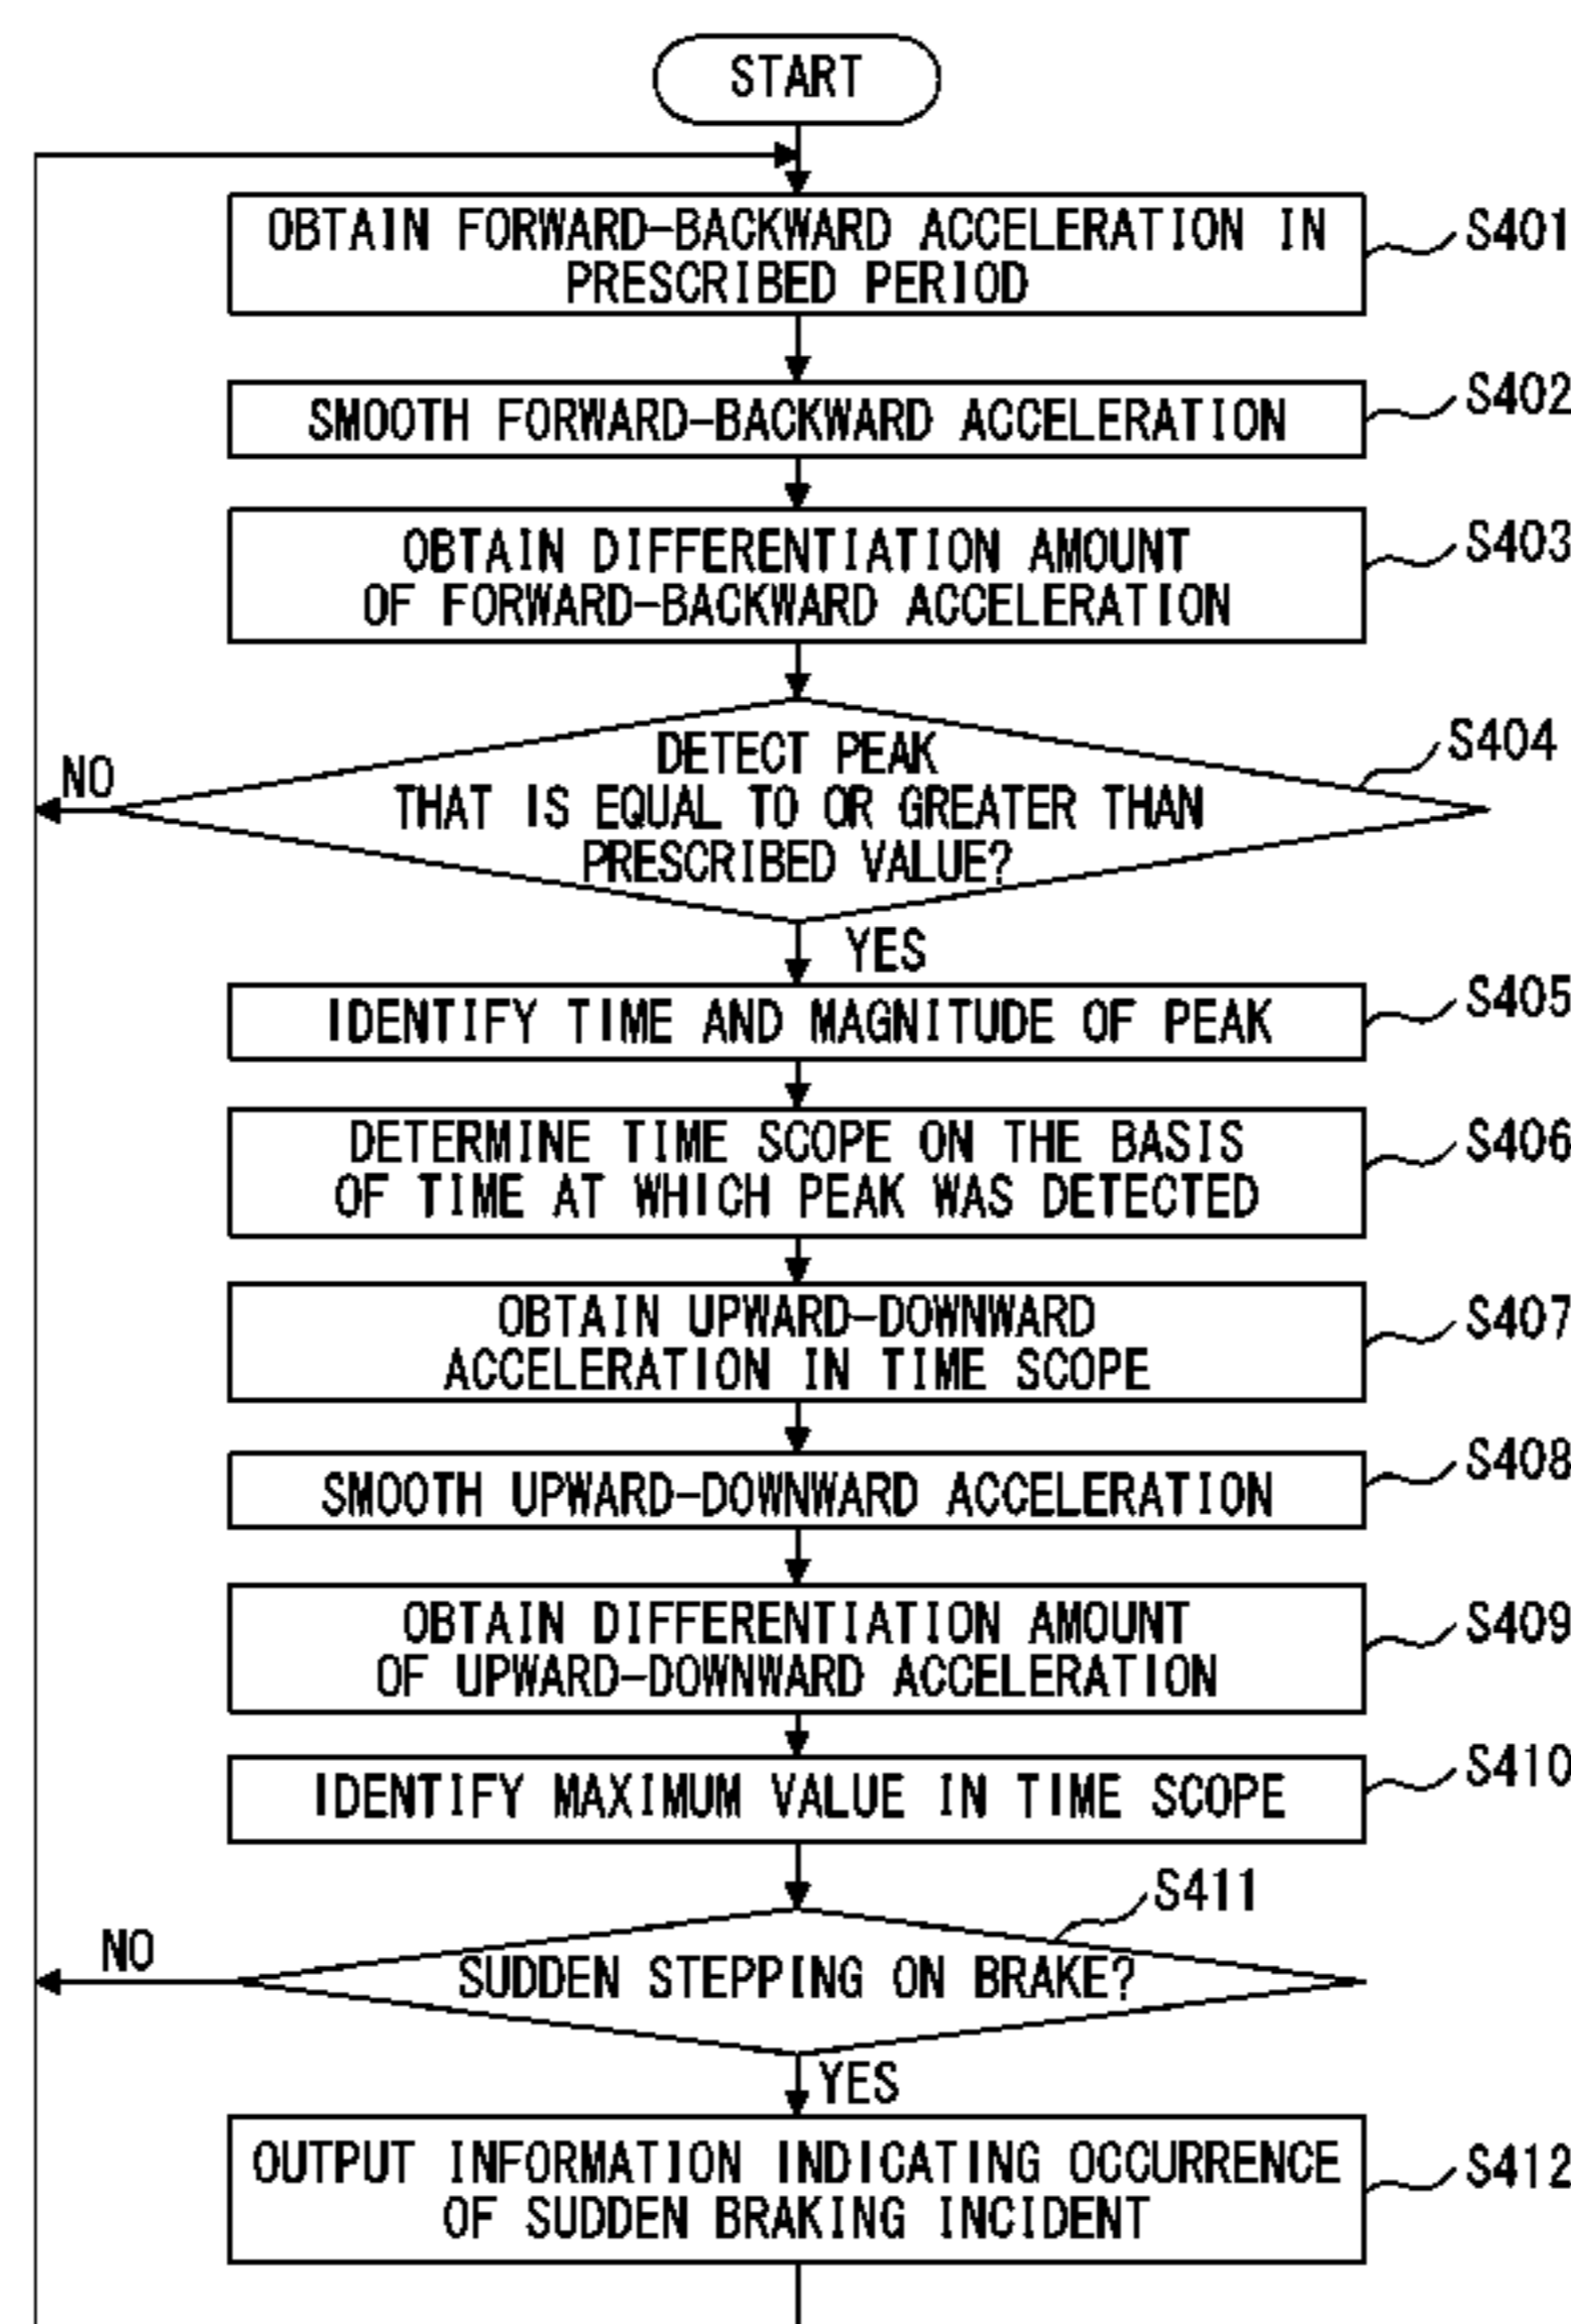 START
OBTAIN FORWARD-BACKWARD ACCELERATION IN
PRESCRIBED PERIOD
S401
SMOOTH FORWARD-BACKWARD ACCELERATION
S402
OBTAIN DIFFERENTIATION AMOUNT
OF FORWARD-BACKWARD ACCELERATION
S403
DETECT PEAK
THAT IS EQUAL TO OR GREATER THAN
PRESCRIBED VALUE?
S404
NO
YES
IDENTIFY TIME AND MAGNITUDE OF PEAK
S405
DETERMINE TIME SCOPE ON THE BASIS
OF TIME AT WHICH PEAK WAS DETECTED
S406
OBTAIN UPWARD-DOWNWARD
ACCELERATION IN TIME SCOPE
S407
SMOOTH UPWARD-DOWNWARD ACCELERATION
S408
OBTAIN DIFFERENTIATION AMOUNT
OF UPWARD-DOWNWARD ACCELERATION
S409
IDENTIFY MAXIMUM VALUE IN TIME SCOPE
S410
S411
NO
SUDDEN STEPPING ON BRAKE?
YES
OUTPUT INFORMATION INDICATING OCCURRENCE
OF SUDDEN BRAKING INCIDENT
S412